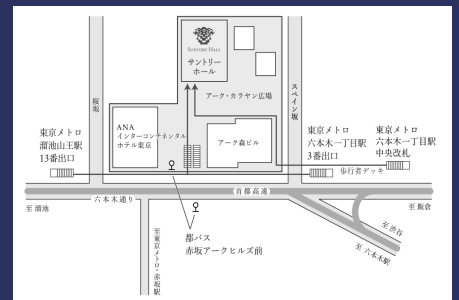 SUNTORY HALL
サントリー
ホール
アーク・カラヤン広場
桜坂
スペイン坂
ANA
インターコンチネンタル
ホテル東京
アーク森ビル
東京メトロ
溜池山王駅
13番出口
東京メトロ
六本木一丁目駅
3番出口
東京メトロ
六本木一丁目駅
中央改札
歩行者デッキ
首都高速
六本木通り
至 溜池
至 飯倉
至 渋谷
至 六本木駅
都バス
赤坂アークヒルズ前
至東京メトロ・赤坂駅